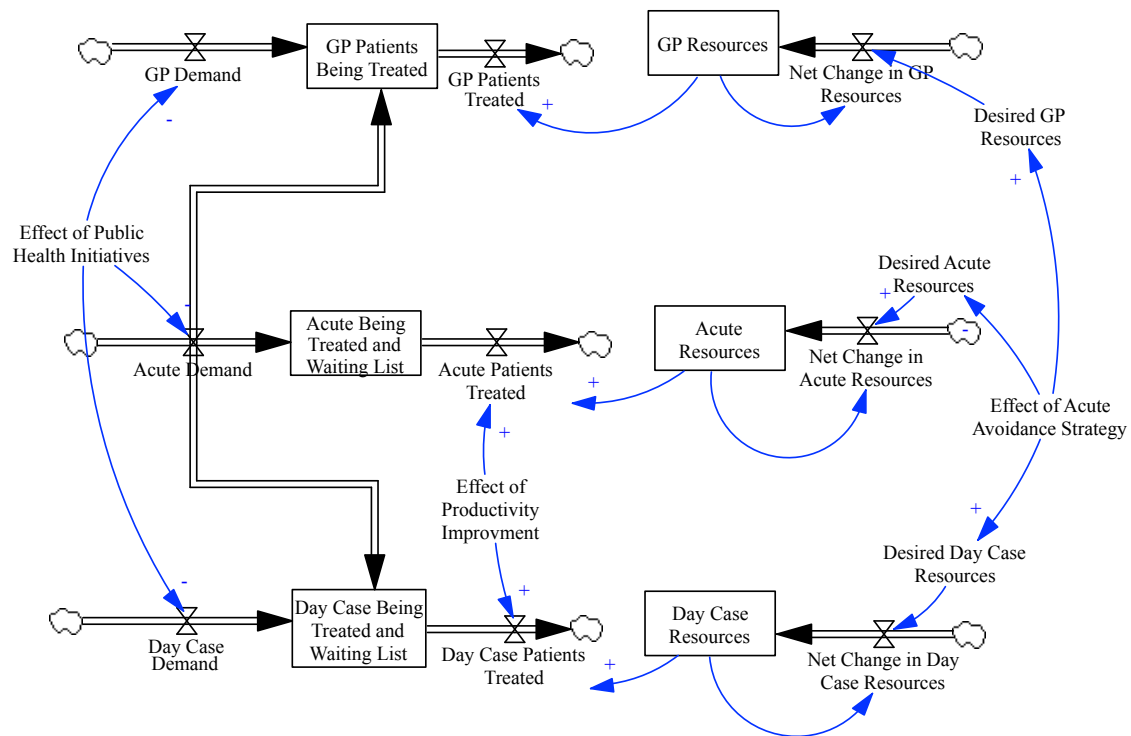 GP Demand
GP Patients
Being Treated
GP Patients
Treated
GP Resources
Net Change in GP
Resources
Desired GP
Resources
+
-
+
Effect of Public
Health Initiatives
-
Acute Demand
Acute Being
Treated and
Waiting List
Acute Patients
Treated
Acute
Resources
Desired Acute
Resources
+
-
Net Change in
Acute Resources
+
+
Effect of Acute
Avoidance Strategy
Effect of
Productivity
Improvment
+
+
Desired Day Case
Resources
-
Day Case
Demand
Day Case Being
Treated and
Waiting List
Day Case Patients
Treated
Day Case
Resources
Net Change in Day
Case Resources
+